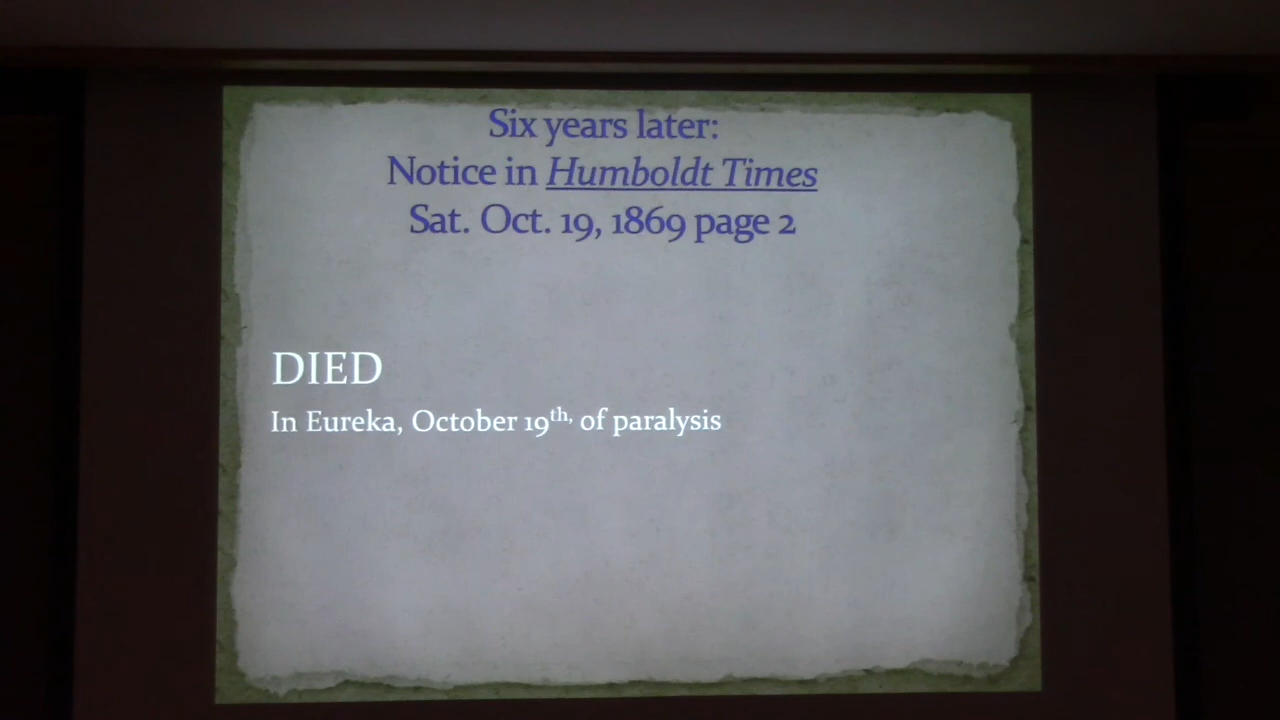 Six years later:
Notice in Humboldt Times
Sat. Oct. 19, 1869 page 2
DIED
In Eureka, October 19th, of paralysis